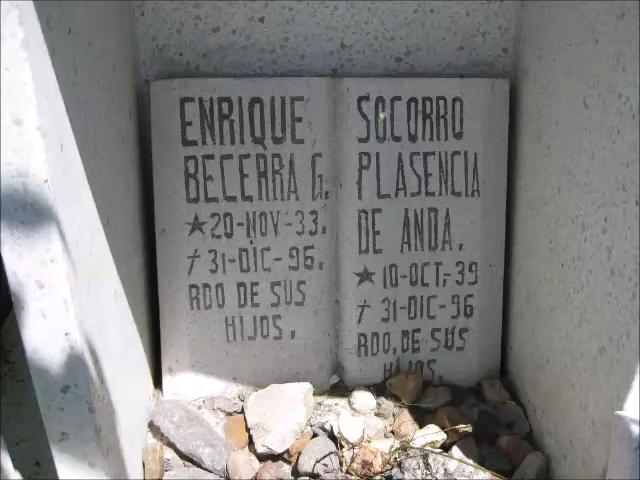 ENRIQUE
BECERRA G.
★20-NOV-33.
†31-DIC-96.
RDO DE SUS
HIJOS.
SOCORRO
PLASENCIA
DE ANDA.
★10-OCT-39
†31-DIC-96
RDO. DE SUS
HIJOS.